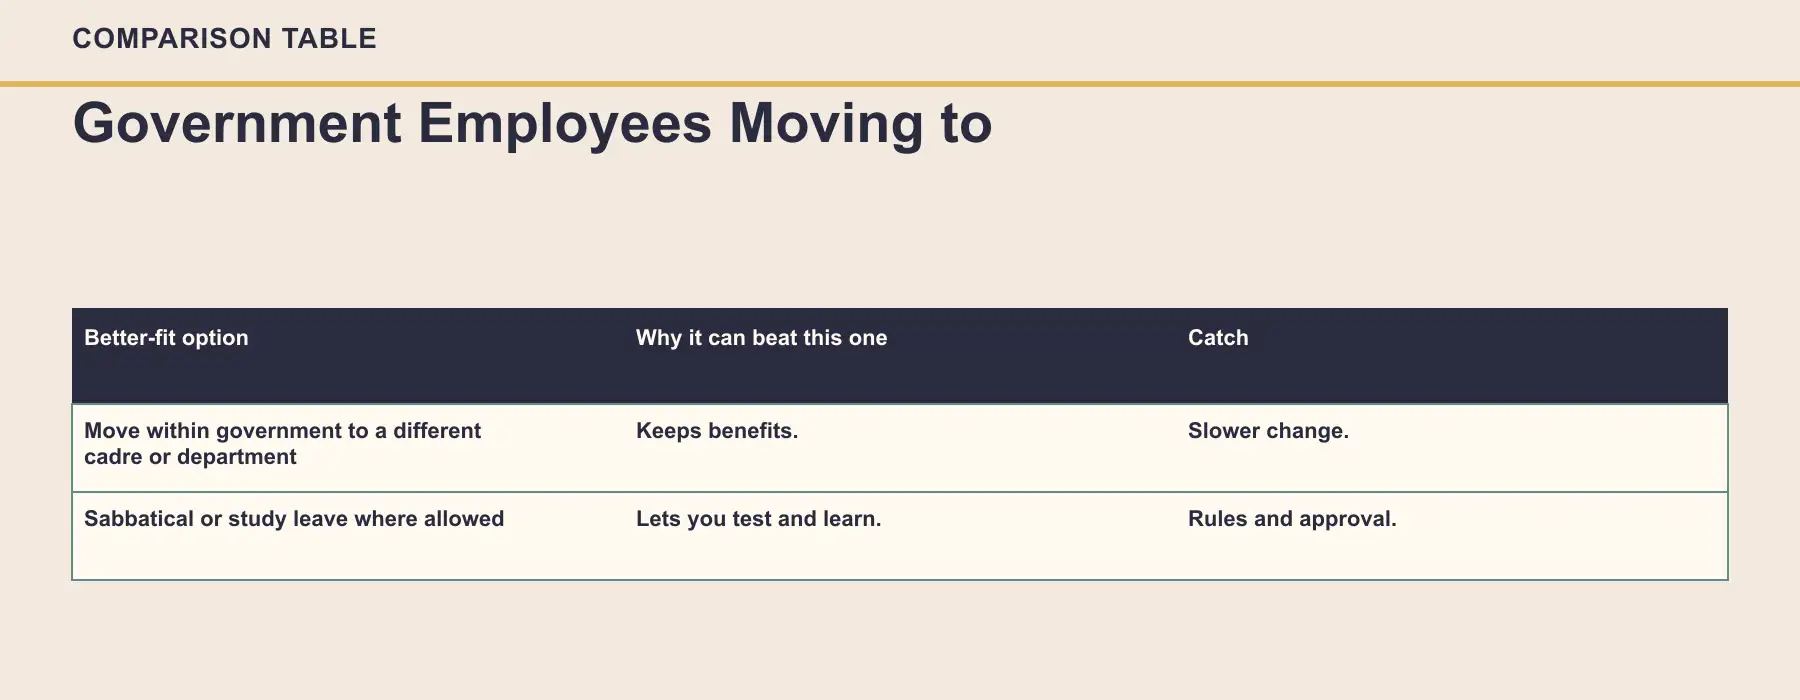 COMPARISON TABLE
Government Employees Moving to
Better-fit option
Why it can beat this one
Catch
Move within government to a different
cadre or department
Keeps benefits.
Slower change.
Sabbatical or study leave where allowed
Lets you test and learn.
Rules and approval.